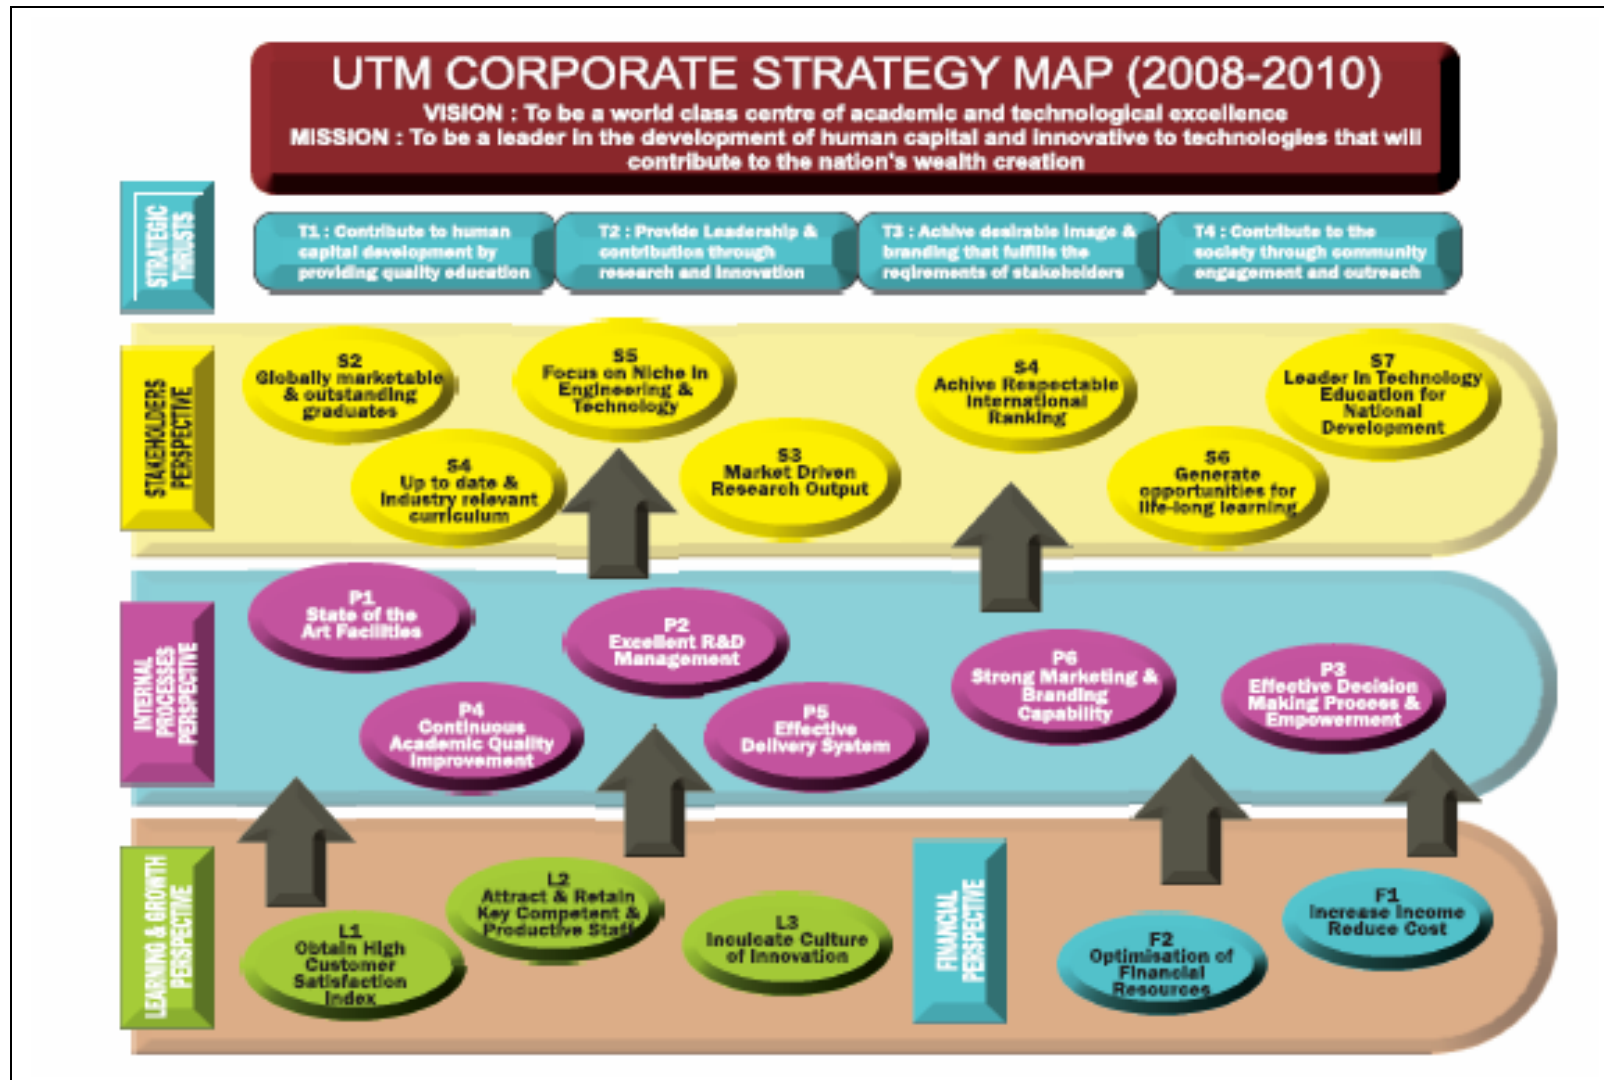 UTM CORPORATE STRATEGY MAP (2008-2010)
VISION : To be a world class centre of academic and technological excellence
MISSION : To be a leader in the development of human capital and innovative to technologies that will
contribute to the nation's wealth creation
STRATEGIC
THRUSTS
T1 : Contribute to human
capital development by
providing quality education
T2 : Provide Leadership &
contribution through
research and innovation
T3 : Achive desirable image &
branding that fulfills the
reqirements of stakeholders
T4 : Contribute to the
society through community
engagement and outreach
STAKEHOLDERS
PERSPECTIVE
S2
Globally marketable
& outstanding
graduates
S4
Up to date &
industry relevant
curriculum
S5
Focus on Niche in
Engineering &
Technology
S3
Market Driven
Research Output
S4
Achive Respectable
International
Ranking
S6
Generate
opportunities for
life-long learning
S7
Leader in Technology
Education for
National
Development
INTERNAL
PROCESSES
PERSPECTIVE
P1
State of the
Art Facilities
P4
Continuous
Academic Quality
Improvement
P2
Excellent R&D
Management
P5
Effective
Delivery System
P6
Strong Marketing &
Branding
Capability
P3
Effective Decision
Making Process &
Empowerment
LEARNING & GROWTH
PERSPECTIVE
L1
Obtain High
Customer
Satisfaction
Index
L2
Attract & Retain
Key Competent &
Productive Staff
L3
Inculcate Culture
of Innovation
FINANCIAL
PERSPECTIVE
F2
Optimisation of
Financial
Resources
F1
Increase Income
Reduce Cost